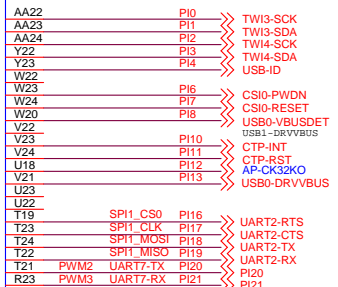 AA22 PI0 TWI3-SCK
AA23 PI1 TWI3-SDA
AA24 PI2 TWI4-SCK
Y22 PI3 TWI4-SDA
Y23 PI4 USB-ID
W22
W23 PI6 CSI0-PWDN
W24 PI7 CSI0-RESET
W20 PI8 USB0-VBUSDET
V22 USB1-DRVVBUS
V23 PI10 CTP-INT
V24 PI11 CTP-RST
U18 PI12 AP-CK32KO
V21 PI13 USB0-DRVVBUS
U23
U22
T19 SPI1_CS0 PI16 UART2-RTS
T23 SPI1_CLK PI17 UART2-CTS
T24 SPI1_MOSI PI18 UART2-TX
T22 SPI1_MISO PI19 UART2-RX
T21 PWM2 UART7-TX PI20 PI20
R23 PWM3 UART7-RX PI21 PI21